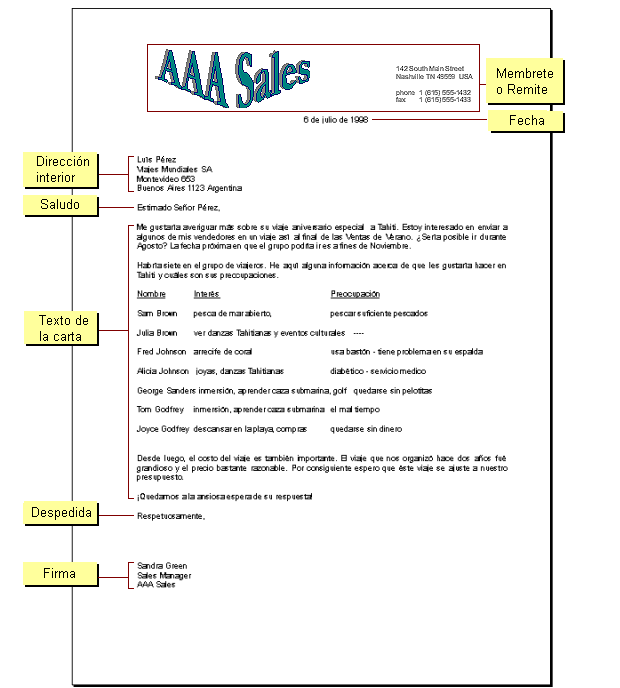 AAA Sales
142 South Main Street
Nashville TN 49559 USA
phone 1 (615) 555-1432
fax 1 (615) 555-1433
Membrete
o Remite
6 de julio de 1998
Fecha
Dirección
interior
Luís Pérez
Viajes Mundiales SA
Montevideo 653
Buenos Aires 1123 Argentina
Saludo
Estimado Señor Pérez,
Texto de
la carta
Me gustaría averiguar más sobre su viaje aniversario especial a Tahití. Estoy interesado en enviar a
algunos de mis vendedores en un viaje así al final de las Ventas de Verano. ¿Sería posible ir durante
Agosto? La fecha próxima en que el grupo podría ir es a fines de Noviembre.
Habría siete en el grupo de viajeros. He aquí alguna información acerca de que les gustaría hacer en
Tahití y cuáles son sus preocupaciones.
Nombre Interés Preocupación
Sam Brown pesca de mar abierto, pescar suficiente pescados
Julia Brown ver danzas Tahitianas y eventos culturales ----
Fred Johnson arrecife de coral usa bastón - tiene problema en su espalda
Alicia Johnson joyas, danzas Tahitianas diabético - servicio medico
George Sanders inmersión, aprender caza submarina, golf quedarse sin pelotitas
Tom Godfrey inmersión, aprender caza submarina el mal tiempo
Joyce Godfrey descansar en la playa, compras quedarse sin dinero
Desde luego, el costo del viaje es también importante. El viaje que nos organizó hace dos años fué
grandioso y el precio bastante razonable. Por consiguiente espero que éste viaje se ajuste a nuestro
presupuesto.
¡Quedamos a la ansiosa espera de su respuesta!
Despedida
Respetuosamente,
Firma
Sandra Green
Sales Manager
AAA Sales